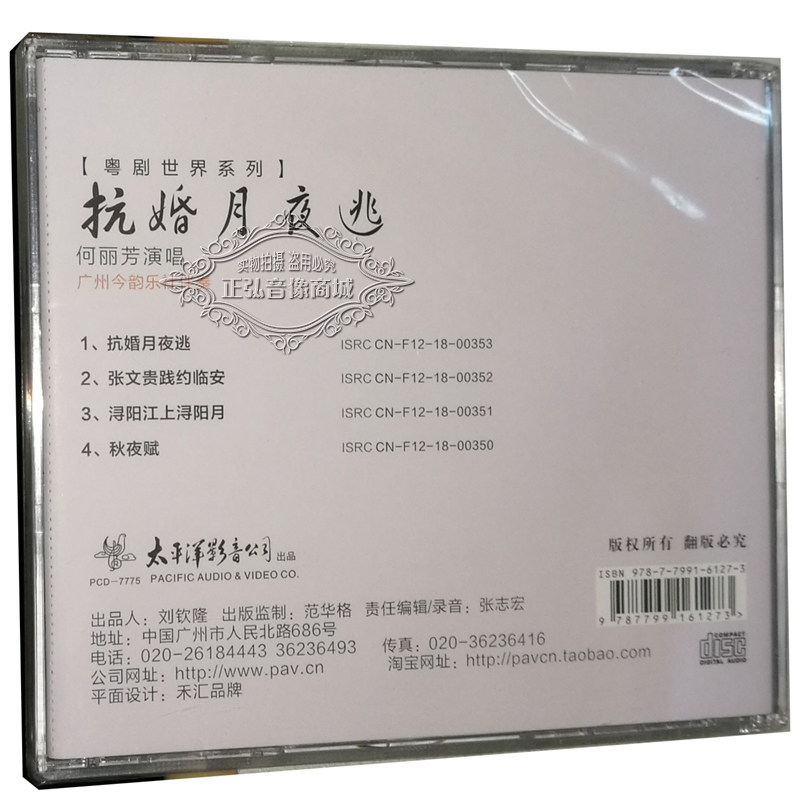 【粤剧世界系列】
抗婚月夜逃
何丽芳演唱
实物拍摄 盗用必究
广州今韵乐社
正弘音像商城
1、抗婚月夜逃 ISRC CN-F12-18-00353
2、张文贵践约临安 ISRC CN-F12-18-00352
3、浔阳江上浔阳月 ISRC CN-F12-18-00351
4、秋夜赋 ISRC CN-F12-18-00350
太平洋影音公司出品
PCD-7775 PACIFIC AUDIO & VIDEO CO.
版权所有 翻版必究
ISBN 978-7-7991-6127-3
9 787799 161273 >
COMPACT
disc
DIGITAL AUDIO
出品人：刘钦隆 出版监制：范华格 责任编辑/录音：张志宏
地址：中国广州市人民北路686号
电话：020-26184443 36236493 传真：020-36236416
公司网址：http://www.pav.cn 淘宝网址：http://pavcn.taobao.com
平面设计：禾汇品牌